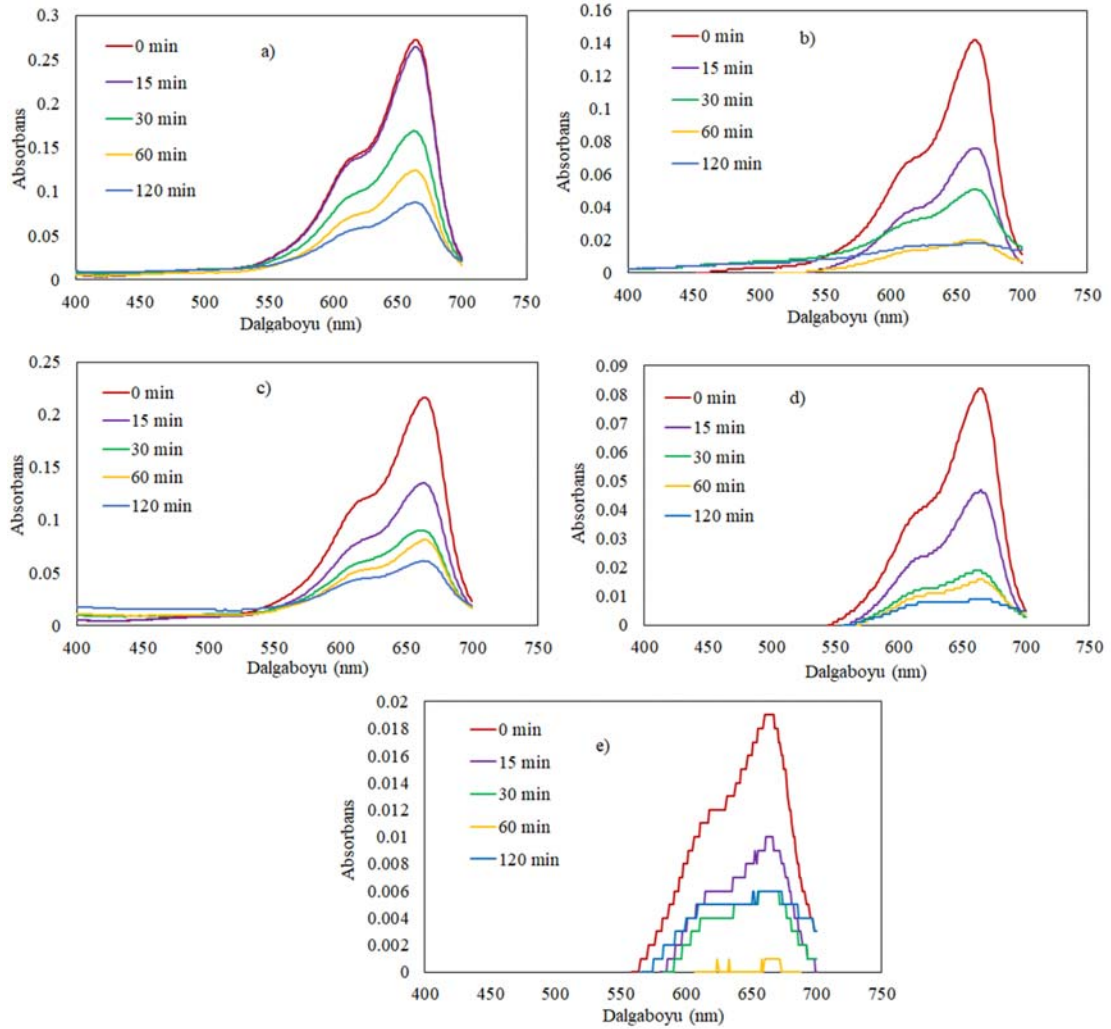 a)
0 min
15 min
30 min
60 min
120 min
Absorbans
0.3
0.25
0.2
0.15
0.1
0.05
0
400 450 500 550 600 650 700 750
Dalgaboyu (nm)
b)
0 min
15 min
30 min
60 min
120 min
Absorbans
0.16
0.14
0.12
0.1
0.08
0.06
0.04
0.02
0
400 450 500 550 600 650 700 750
Dalgaboyu (nm)
c)
0 min
15 min
30 min
60 min
120 min
Absorbans
0.25
0.2
0.15
0.1
0.05
0
400 450 500 550 600 650 700 750
Dalgaboyu (nm)
d)
0 min
15 min
30 min
60 min
120 min
Absorbans
0.09
0.08
0.07
0.06
0.05
0.04
0.03
0.02
0.01
0
400 450 500 550 600 650 700 750
Dalgaboyu (nm)
e)
0 min
15 min
30 min
60 min
120 min
Absorbans
0.02
0.018
0.016
0.014
0.012
0.01
0.008
0.006
0.004
0.002
0
400 450 500 550 600 650 700 750
Dalgaboyu (nm)